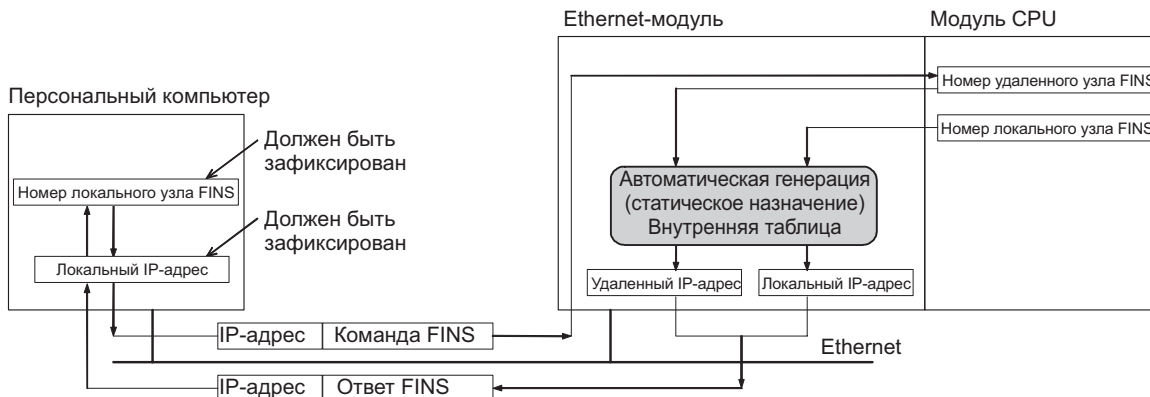 Ethernet-модуль
Модуль CPU
Номер удаленного узла FINS
Персональный компьютер
Номер локального узла FINS
Должен быть
зафиксирован
Номер локального узла FINS
Автоматическая генерация
(статическое назначение)
Внутренняя таблица
Должен быть
зафиксирован
Локальный IP-адрес
Удаленный IP-адрес
Локальный IP-адрес
IP-адрес
Команда FINS
Ethernet
IP-адрес
Ответ FINS